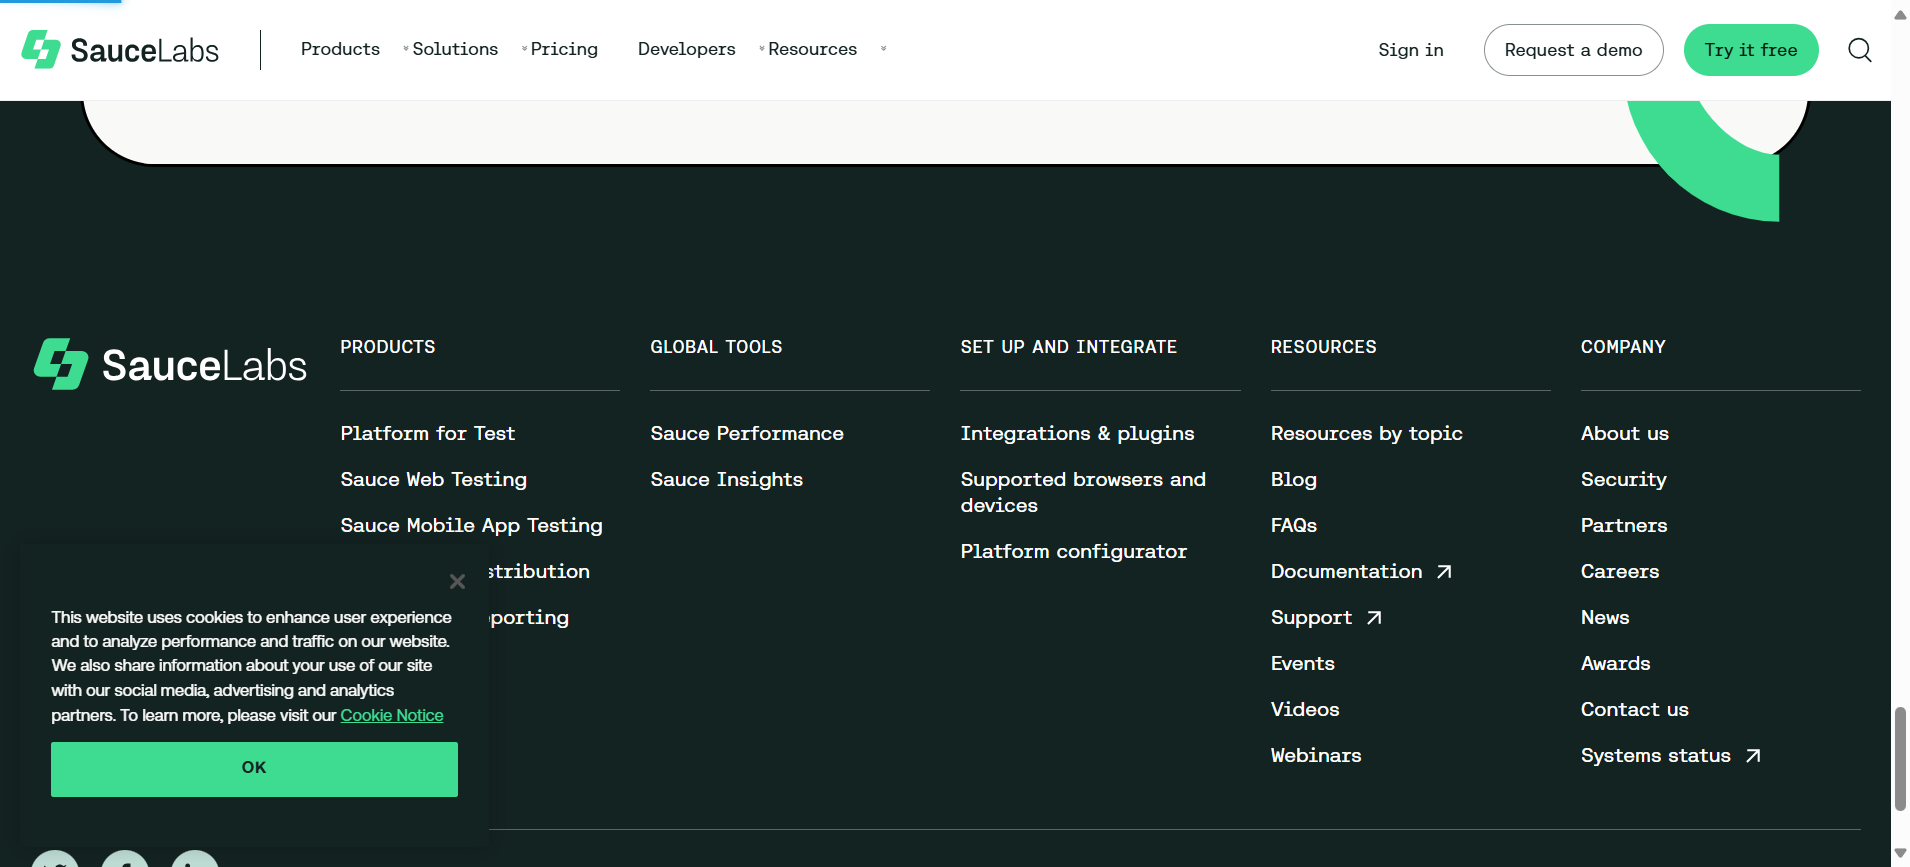 SauceLabs
Products
Solutions
Pricing
Developers
Resources
Sign in
Request a demo
Try it free
SauceLabs
PRODUCTS
Platform for Test
Sauce Web Testing
Sauce Mobile App Testing
GLOBAL TOOLS
Sauce Performance
Sauce Insights
SET UP AND INTEGRATE
Integrations & plugins
Supported browsers and
devices
Platform configurator
RESOURCES
Resources by topic
Blog
FAQs
Documentation
Support
Events
Videos
Webinars
COMPANY
About us
Security
Partners
Careers
News
Awards
Contact us
Systems status
This website uses cookies to enhance user experience
and to analyze performance and traffic on our website.
We also share information about your use of our site
with our social media, advertising and analytics
partners. To learn more, please visit our Cookie Notice
OK